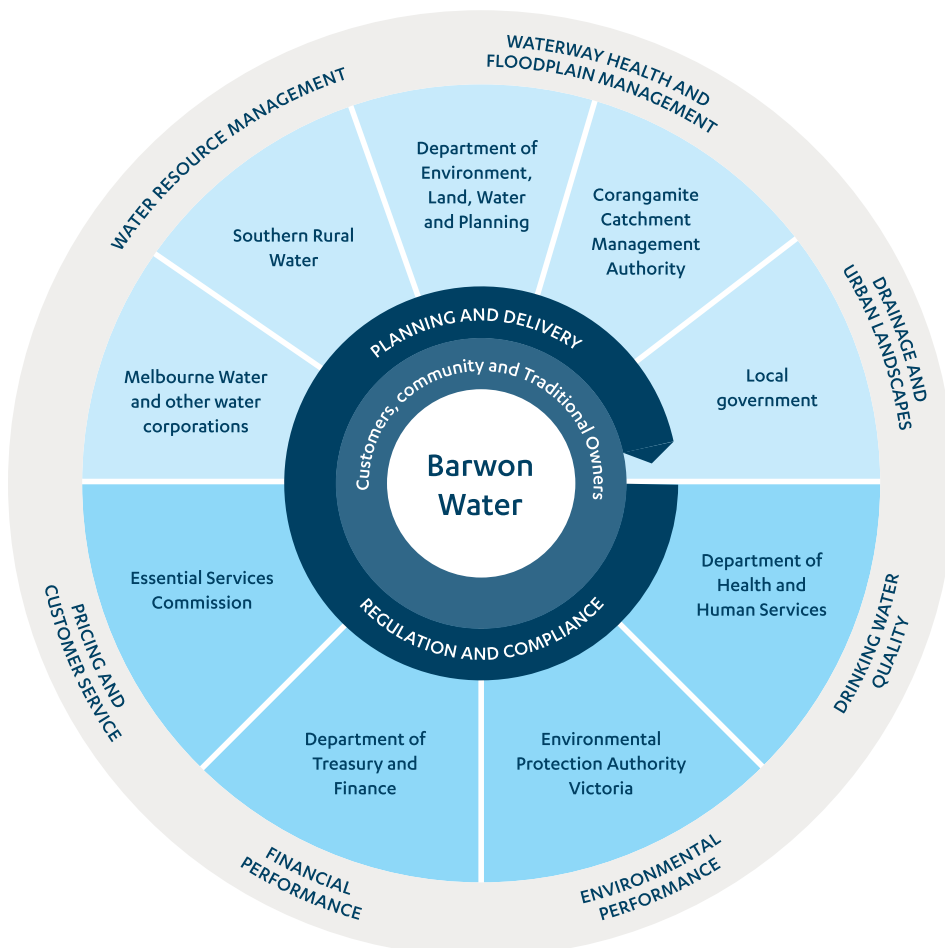 WATERWAY HEALTH AND
FLOODPLAIN MANAGEMENT
WATER RESOURCE MANAGEMENT
Department of
Environment,
Land, Water
and Planning
Corangamite
Catchment
Management
Authority
Southern Rural
Water
DRAINAGE AND
URBAN LANDSCAPES
Melbourne Water
and other water
corporations
Local
government
PLANNING AND DELIVERY
Customers, community and Traditional Owners
Barwon
Water
REGULATION AND COMPLIANCE
Essential Services
Commission
Department of
Health and
Human Services
PRICING AND
CUSTOMER SERVICE
DRINKING WATER
QUALITY
Department of
Treasury and
Finance
Environmental
Protection Authority
Victoria
FINANCIAL
PERFORMANCE
ENVIRONMENTAL
PERFORMANCE